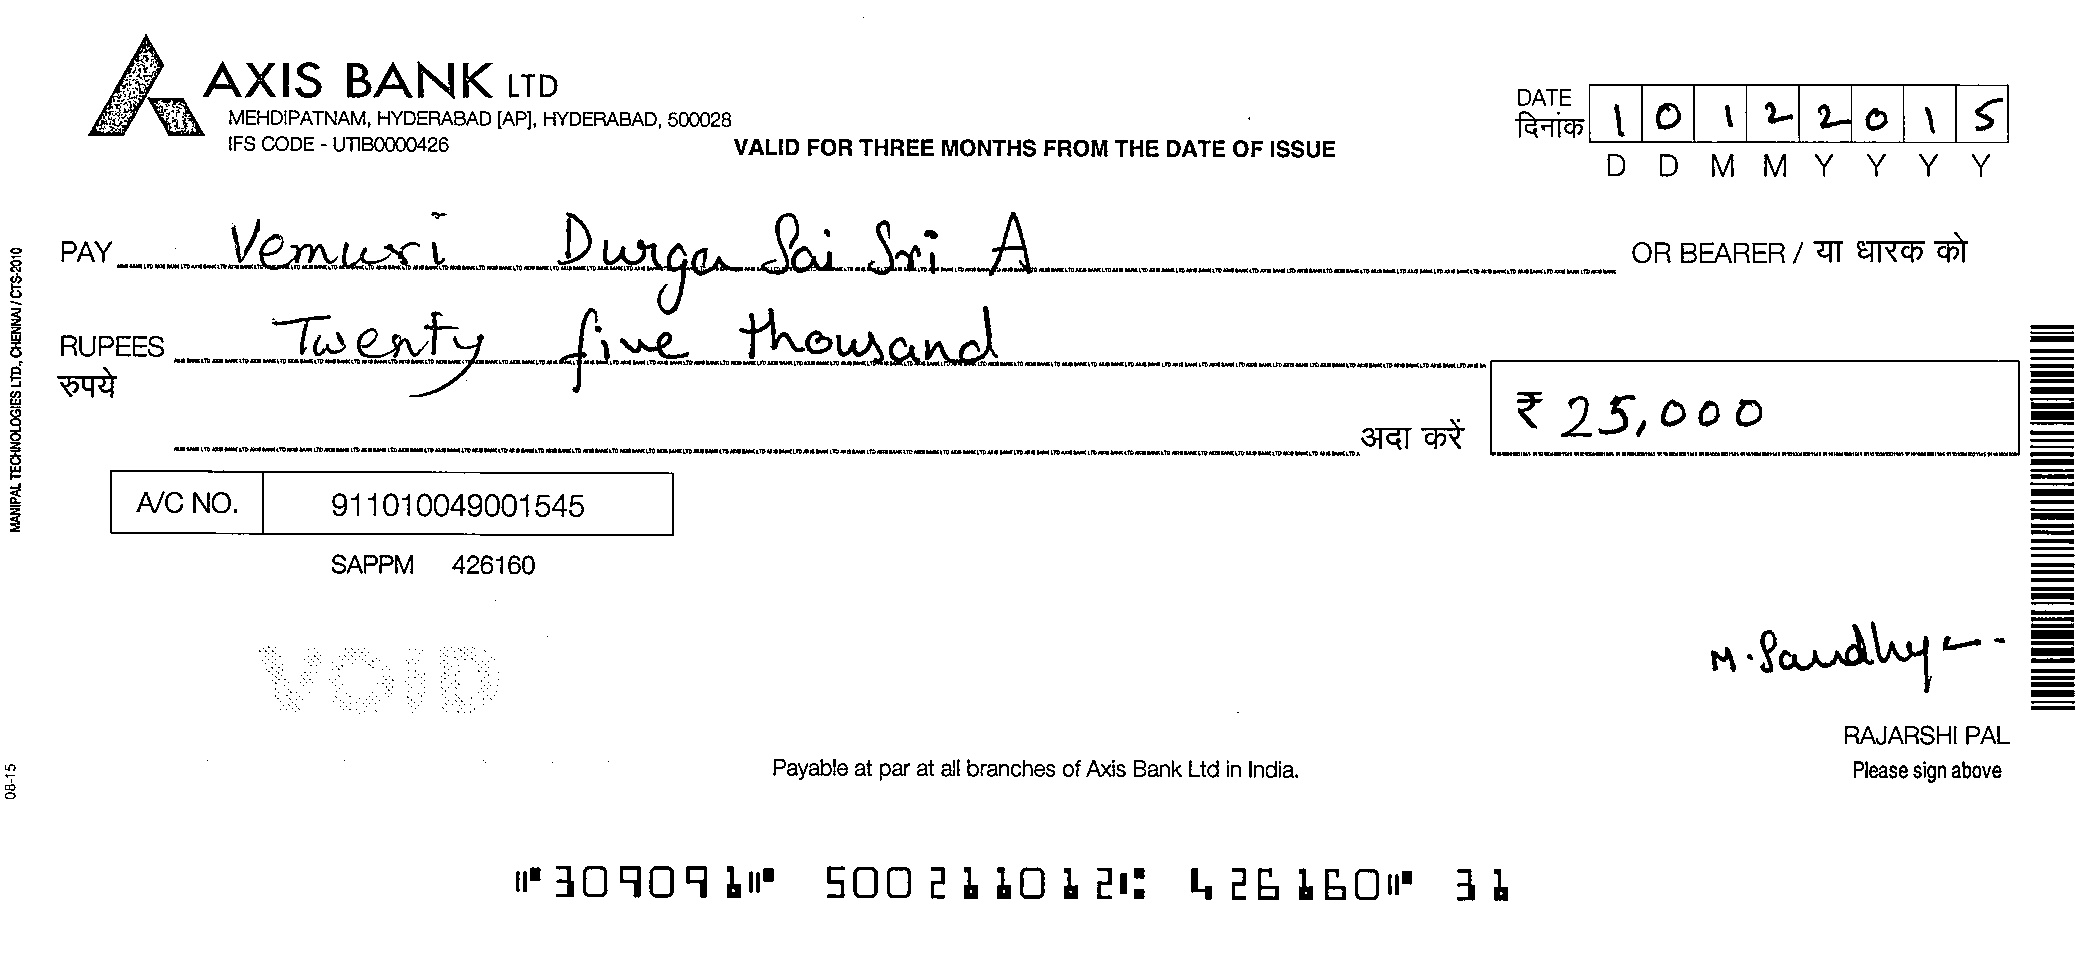 AXIS BANK LTD
MEHDIPATNAM, HYDERABAD [AP], HYDERABAD, 500028
IFS CODE - UTIB0000426
VALID FOR THREE MONTHS FROM THE DATE OF ISSUE
DATE
दिनांक
1 0 1 2 2 0 1 5
D D M M Y Y Y Y
PAY Vemuri Durga Sai Sri A OR BEARER / या धारक को
RUPEES Twenty five thousand
रुपये
अदा करें ₹ 25,000
A/C NO. 911010049001545
SAPPM 426160
VOID
M. Sandhya
RAJARSHI PAL
Please sign above
Payable at par at all branches of Axis Bank Ltd in India.
MANIPAL TECHNOLOGIES LTD., CHENNAI / CTS-2010
08-15
⑈309091⑈ 500211012⑆ 426160⑈ 31